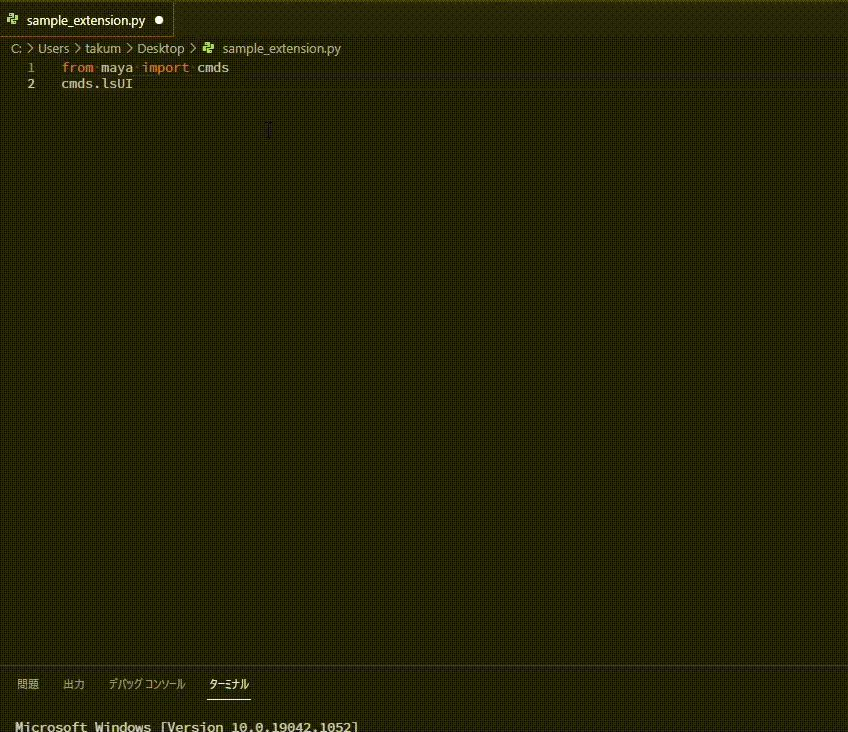 sample_extension.py
C: > Users > takum > Desktop > sample_extension.py
1 from maya import cmds
2 cmds.lsUI
問題 出力 デバッグ コンソール ターミナル
Microsoft Windows [Version 10.0.19042.1052]